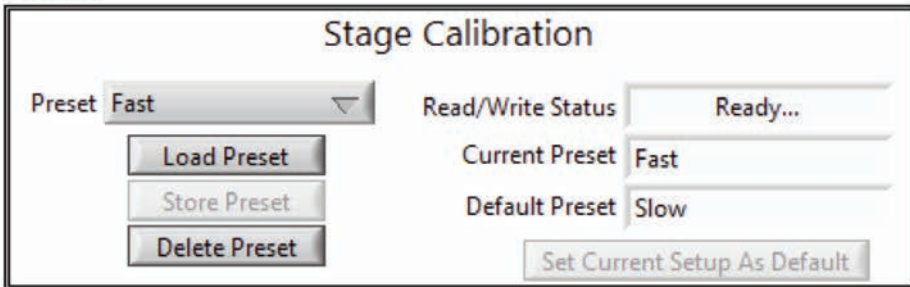 Stage Calibration
Preset Fast
Read/Write Status Ready...
Load Preset
Current Preset Fast
Store Preset
Default Preset Slow
Delete Preset
Set Current Setup As Default